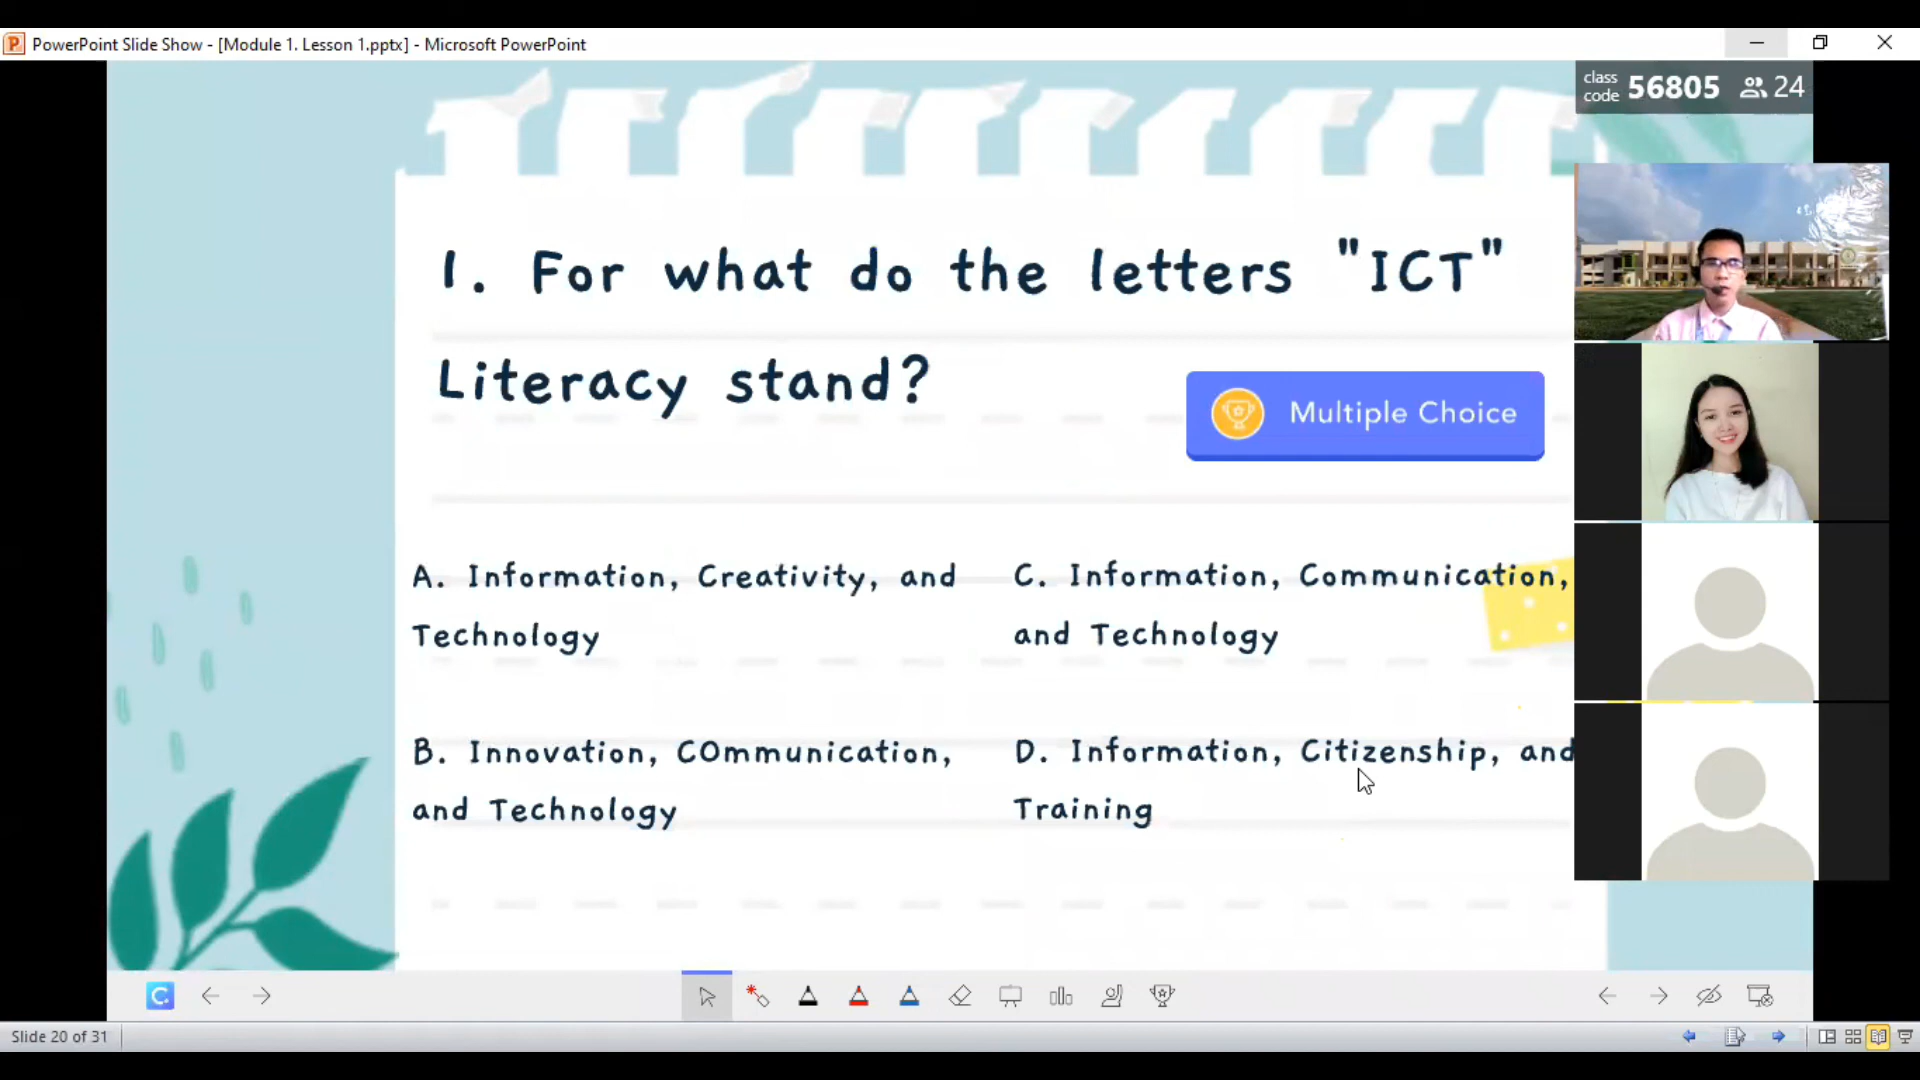 PowerPoint Slide Show - [Module 1. Lesson 1.pptx] - Microsoft PowerPoint
class code 56805 24
1. For what do the letters "ICT"
Literacy stand?
Multiple Choice
A. Information, Creativity, and
Technology
C. Information, Communication,
and Technology
B. Innovation, COmmunication,
and Technology
D. Information, Citizenship, and
Training
Slide 20 of 31